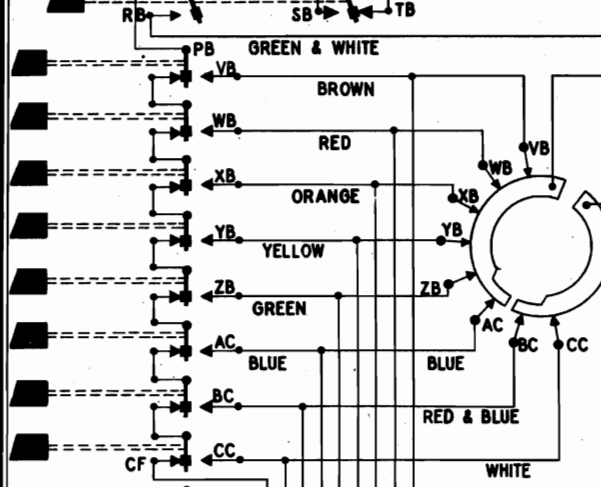 RB SB TB
GREEN & WHITE
PB
VB
BROWN
WB
RED
VB
WB
XB
ORANGE
XB
YB
YELLOW
YB
ZB
GREEN
ZB
AC
BLUE
BLUE
AC
BC
CC
BC
RED & BLUE
CF
CC
WHITE